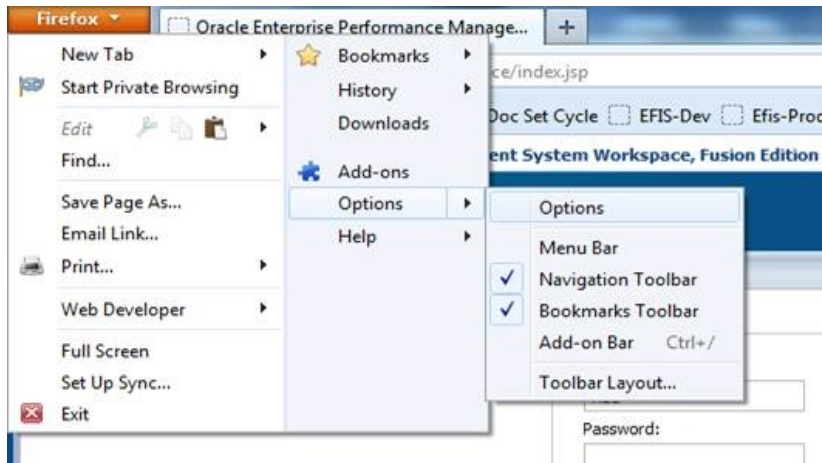 Firefox
Oracle Enterprise Performance Manage...
+
New Tab
Start Private Browsing
Edit
Find...
Save Page As...
Email Link...
Print...
Web Developer
Full Screen
Set Up Sync...
Exit
Bookmarks
History
Downloads
Add-ons
Options
Help
Options
Menu Bar
Navigation Toolbar
Bookmarks Toolbar
Add-on Bar Ctrl+/
Toolbar Layout...
ce/index.jsp
Doc Set Cycle EFIS-Dev Efis-Prod
ent System Workspace, Fusion Edition
Password: